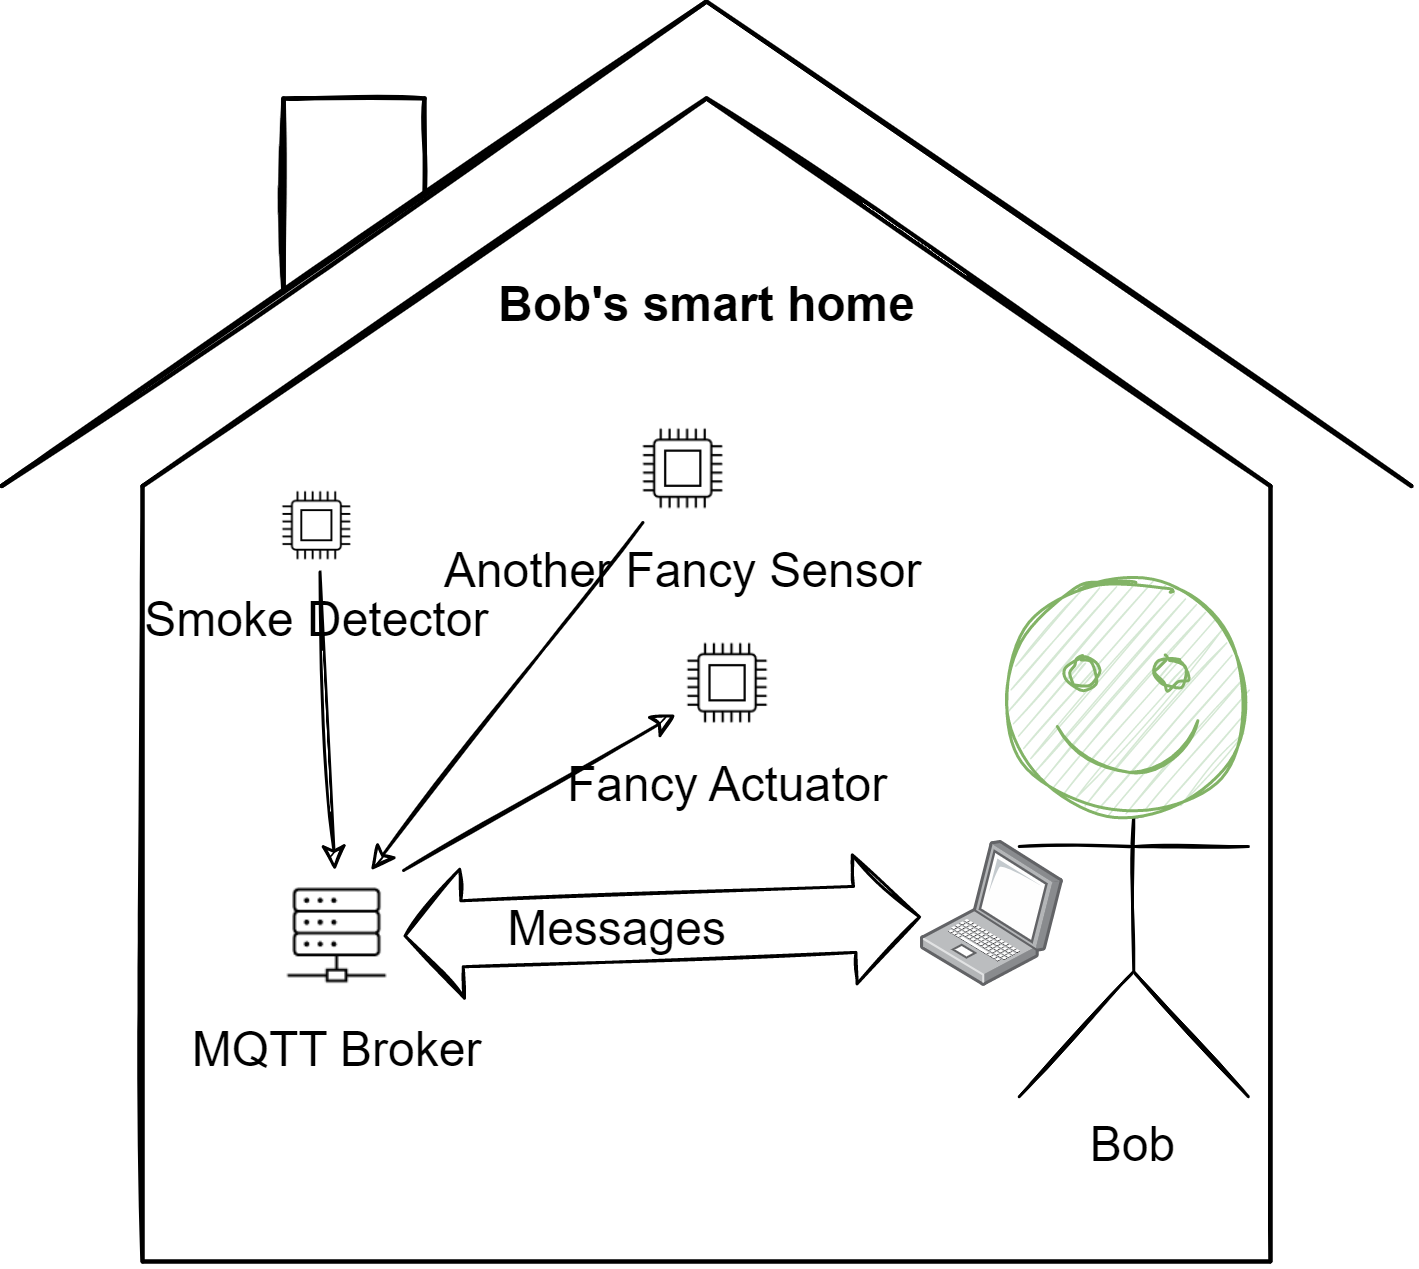 Bob's smart home
Another Fancy Sensor
Smoke Detector
Fancy Actuator
Messages
MQTT Broker
Bob